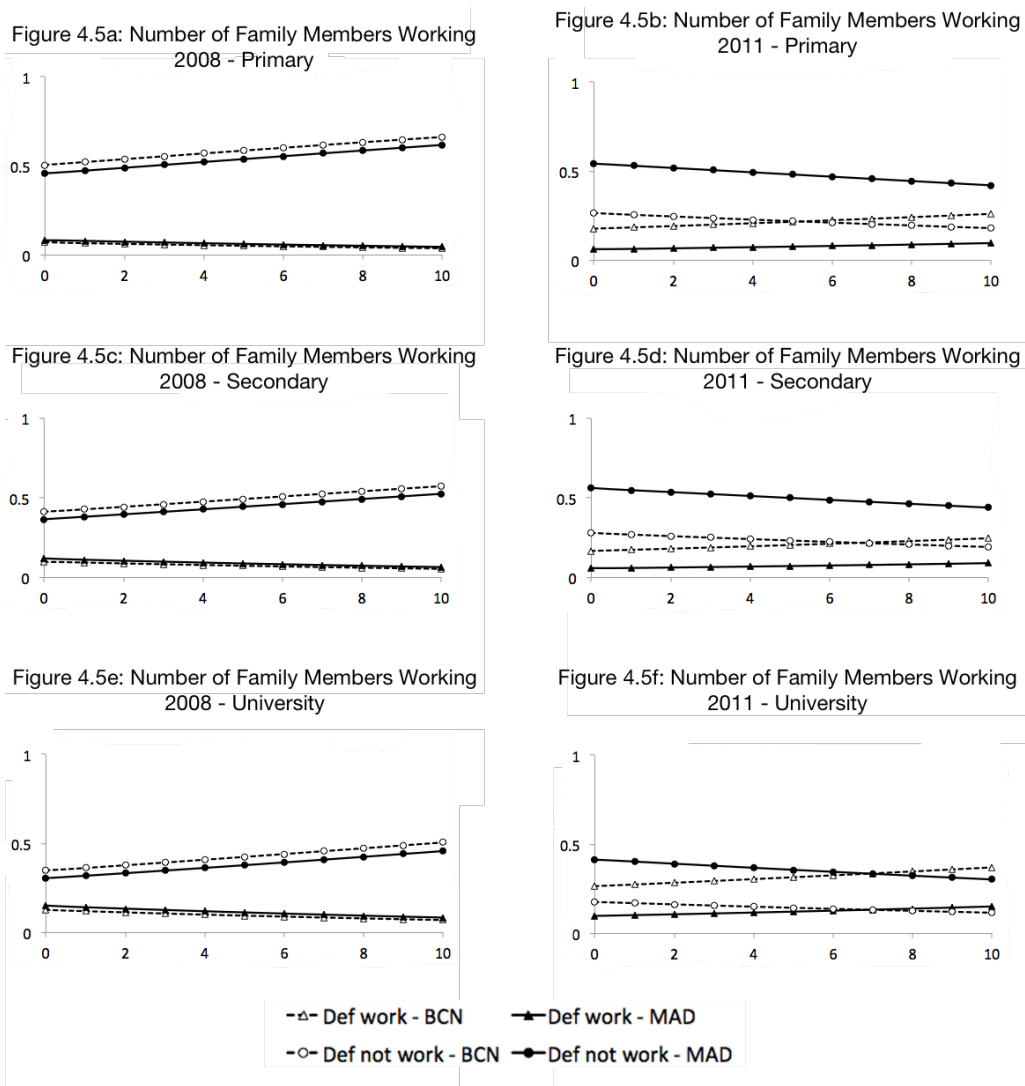 Figure 4.5a: Number of Family Members Working
2008 - Primary
1
0.5
0
0 2 4 6 8 10
Figure 4.5b: Number of Family Members Working
2011 - Primary
1
0.5
0
0 2 4 6 8 10
Figure 4.5c: Number of Family Members Working
2008 - Secondary
1
0.5
0
0 2 4 6 8 10
Figure 4.5d: Number of Family Members Working
2011 - Secondary
1
0.5
0
0 2 4 6 8 10
Figure 4.5e: Number of Family Members Working
2008 - University
1
0.5
0
0 2 4 6 8 10
Figure 4.5f: Number of Family Members Working
2011 - University
1
0.5
0
0 2 4 6 8 10
Def work - BCN
Def work - MAD
Def not work - BCN
Def not work - MAD